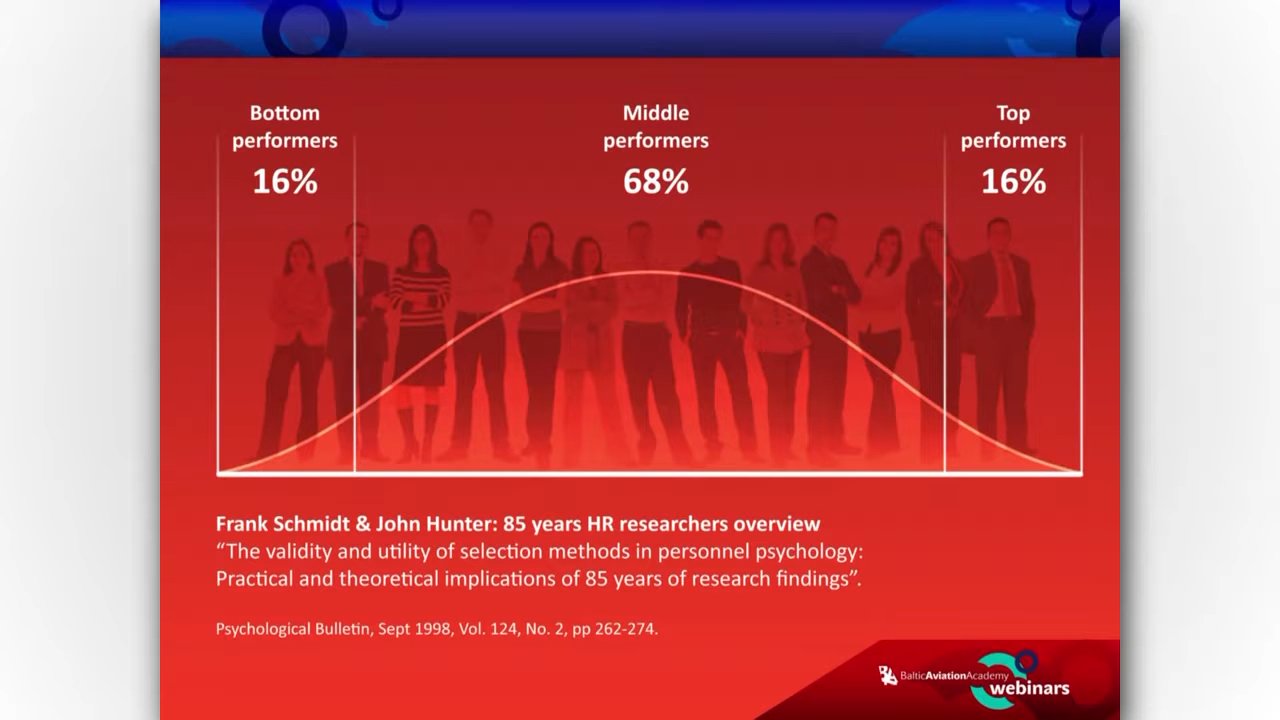 Bottom
performers
16%
Middle
performers
68%
Top
performers
16%
Frank Schmidt & John Hunter: 85 years HR researchers overview
“The validity and utility of selection methods in personnel psychology:
Practical and theoretical implications of 85 years of research findings”.
Psychological Bulletin, Sept 1998, Vol. 124, No. 2, pp 262-274.
BalticAviationAcademy
webinars